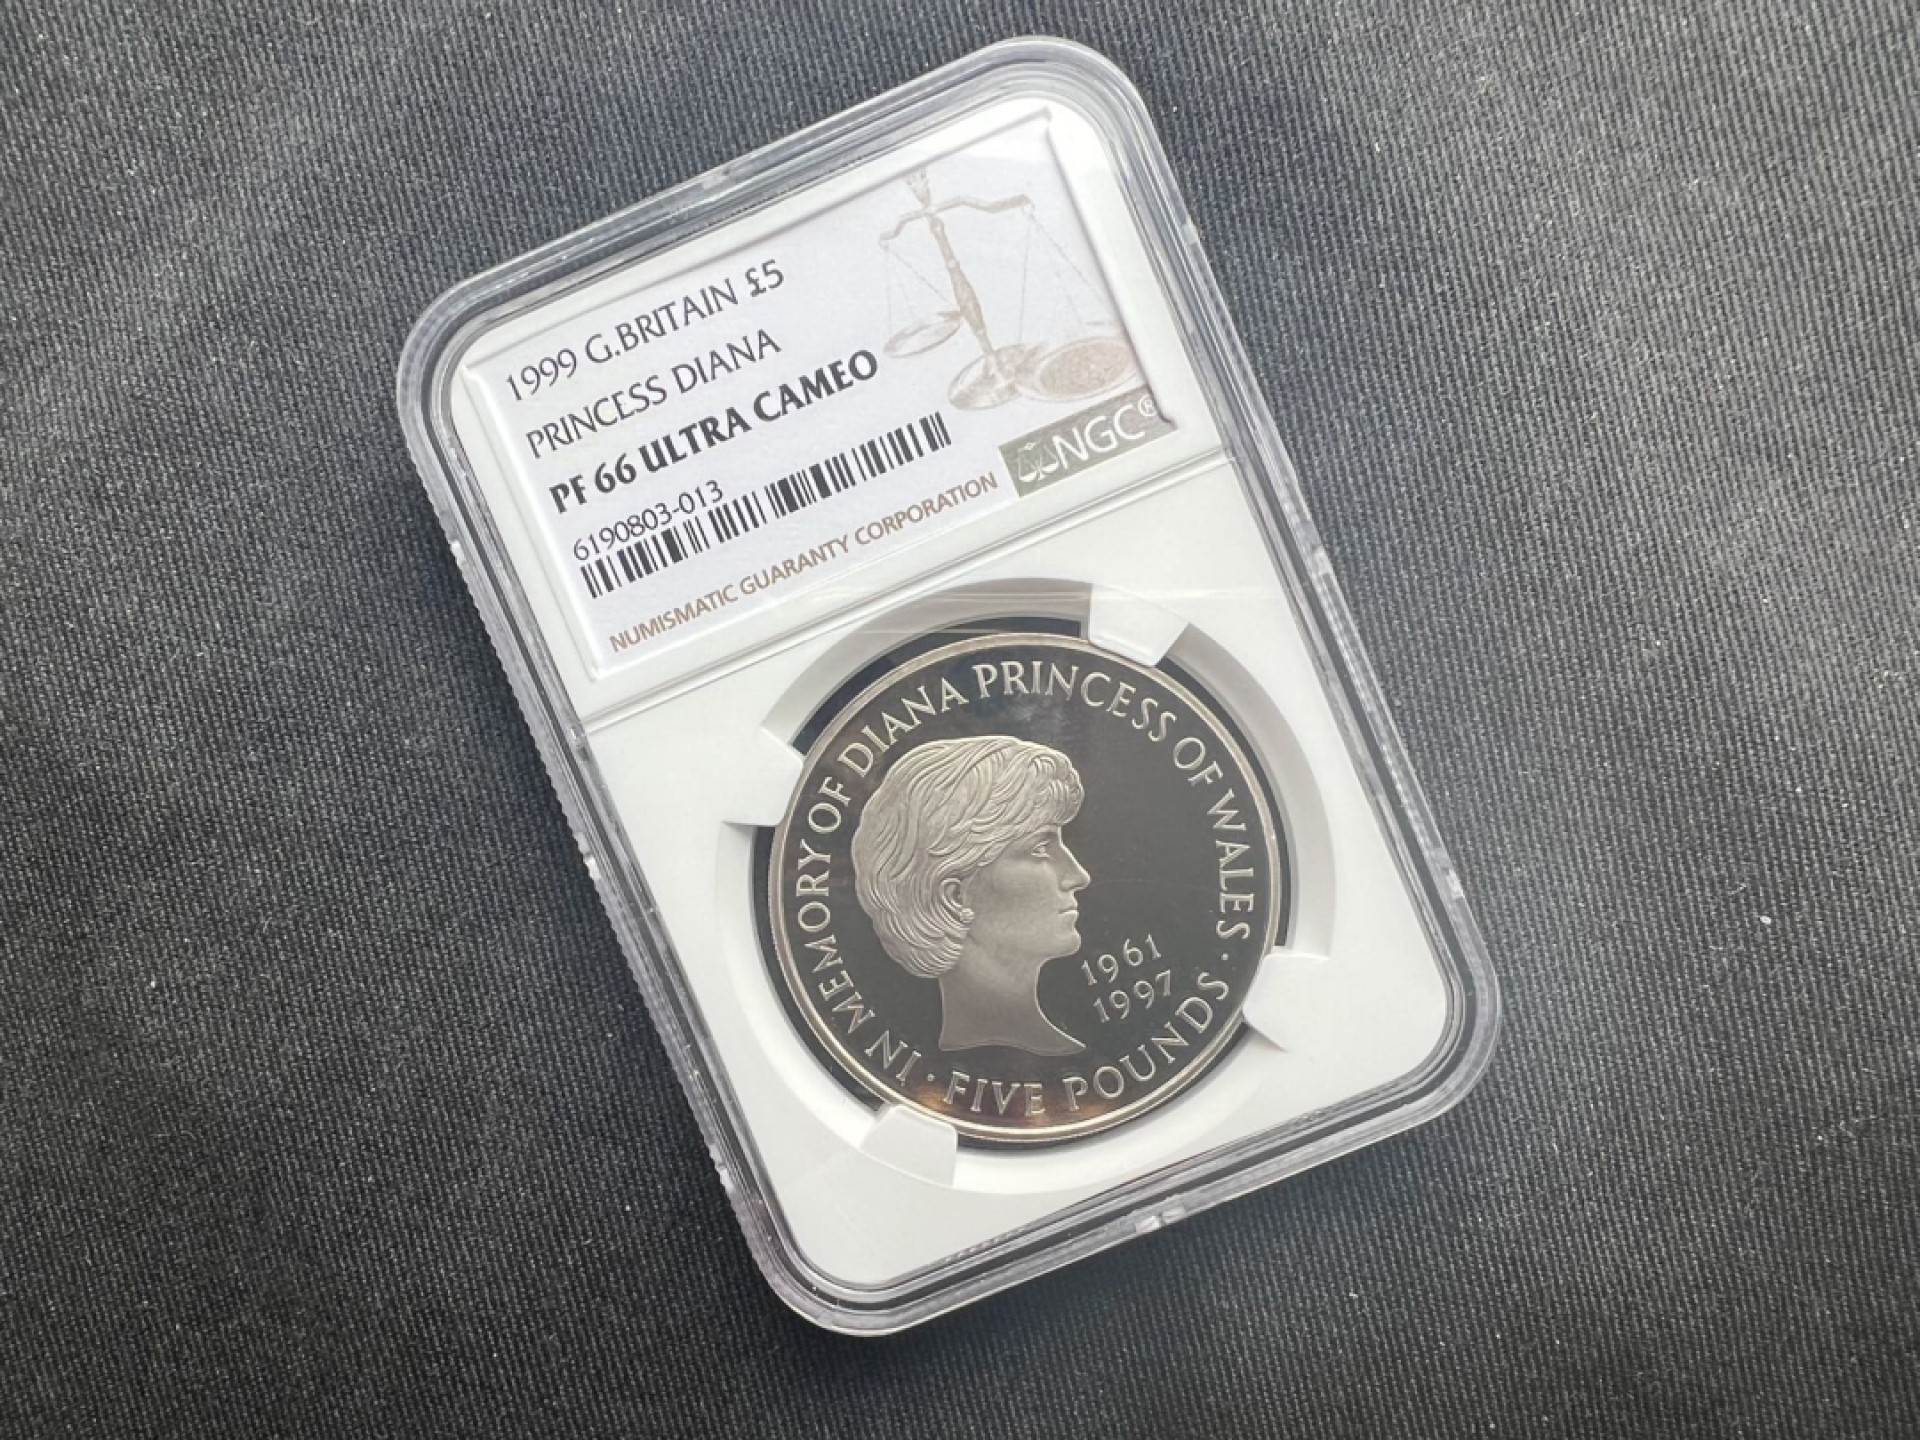 1999 G.BRITAIN £5
PRINCESS DIANA
PF 66 ULTRA CAMEO
6190803-013
NGC®
NUMISMATIC GUARANTY CORPORATION
IN MEMORY OF DIANA PRINCESS OF WALES
1961
1997
· FIVE POUNDS ·